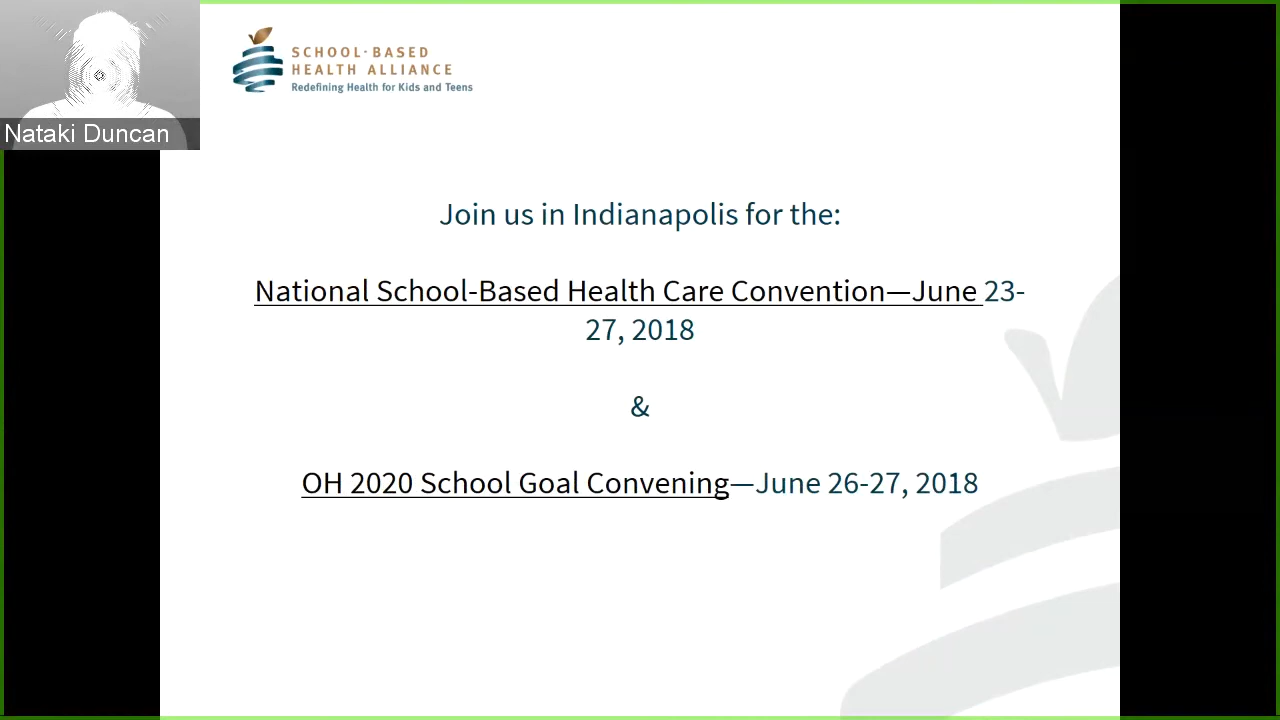 SCHOOL-BASED
HEALTH ALLIANCE
Redefining Health for Kids and Teens
Nataki Duncan
Join us in Indianapolis for the:
National School-Based Health Care Convention—June 23-
27, 2018
&
OH 2020 School Goal Convening—June 26-27, 2018